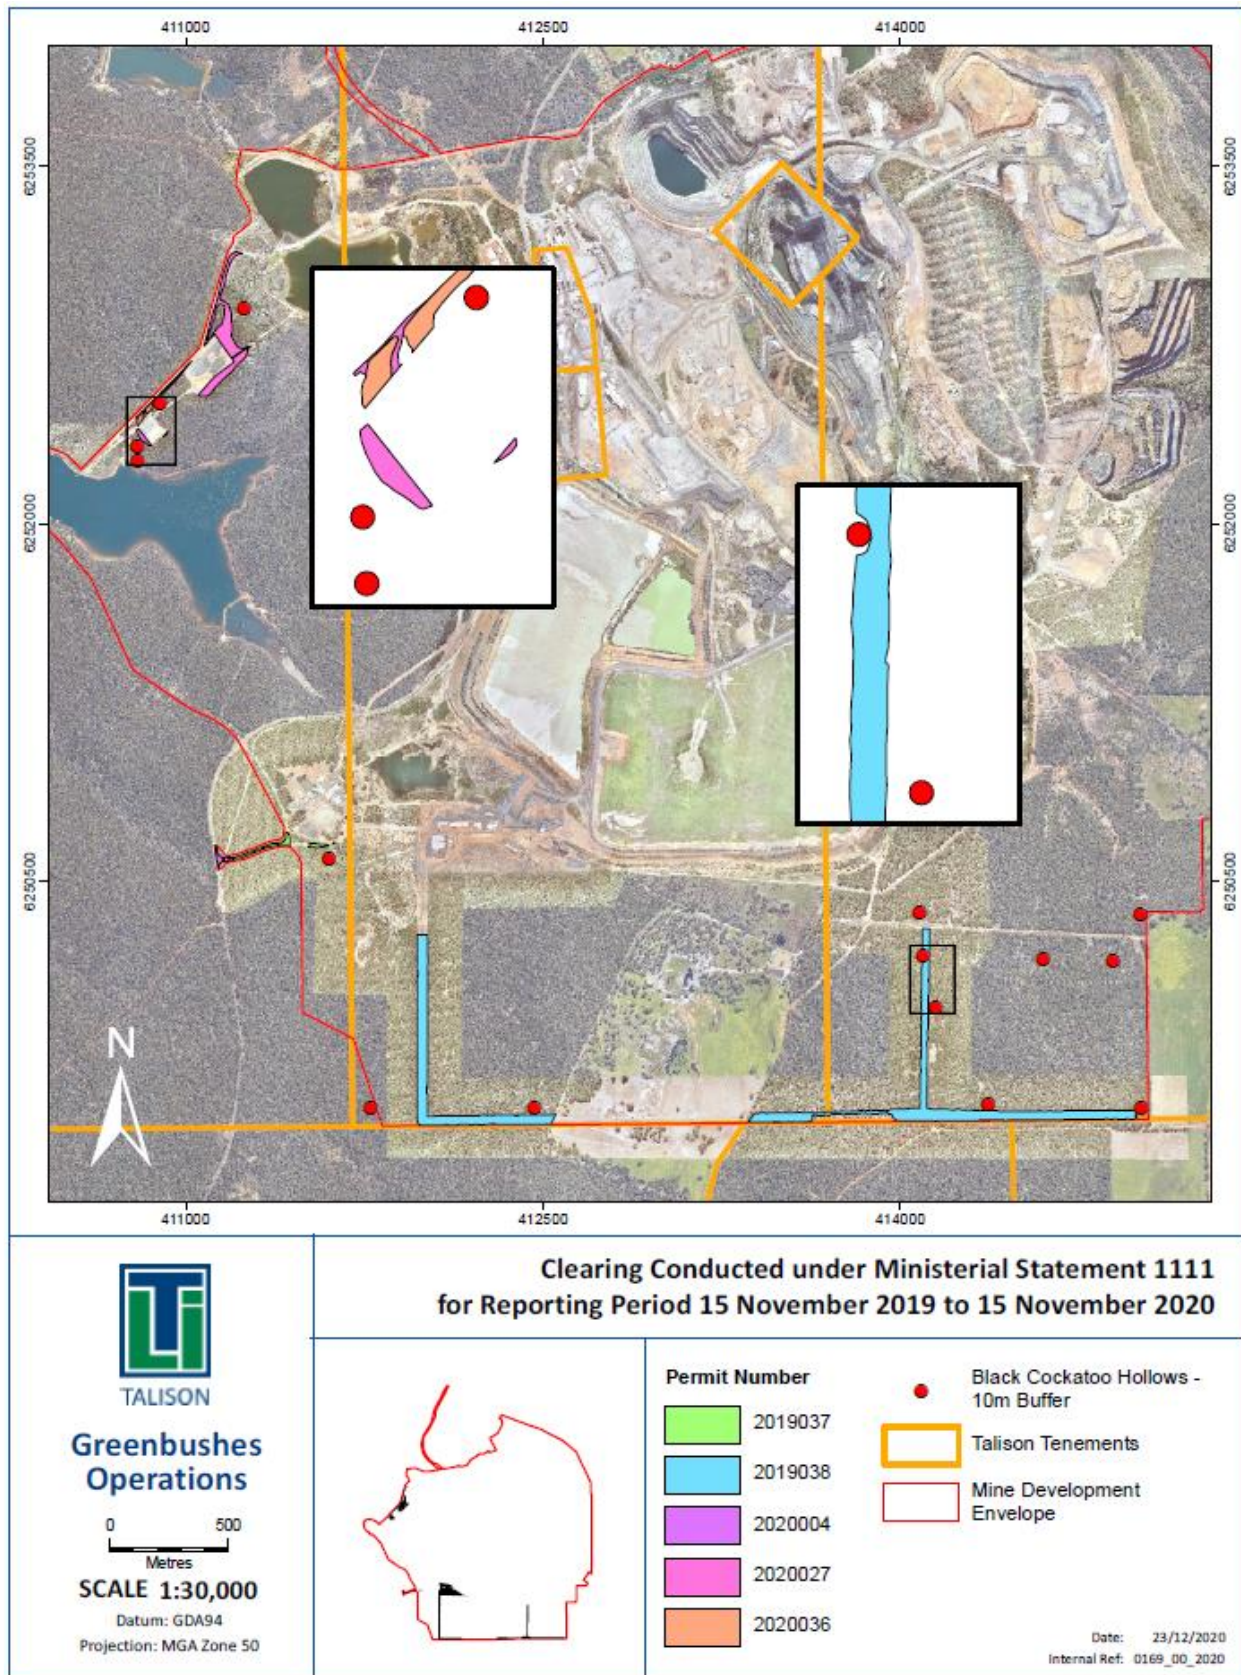 411000
412500
414000
6253500
6253500
6252000
6252000
6250500
6250500
N
411000
412500
414000
TALISON
Greenbushes
Operations
0 500
Metres
SCALE 1:30,000
Datum: GDA94
Projection: MGA Zone 50
Clearing Conducted under Ministerial Statement 1111
for Reporting Period 15 November 2019 to 15 November 2020
Permit Number
2019037
2019038
2020004
2020027
2020036
Black Cockatoo Hollows -
10m Buffer
Talison Tenements
Mine Development
Envelope
Date: 23/12/2020
Internal Ref: 0169_00_2020